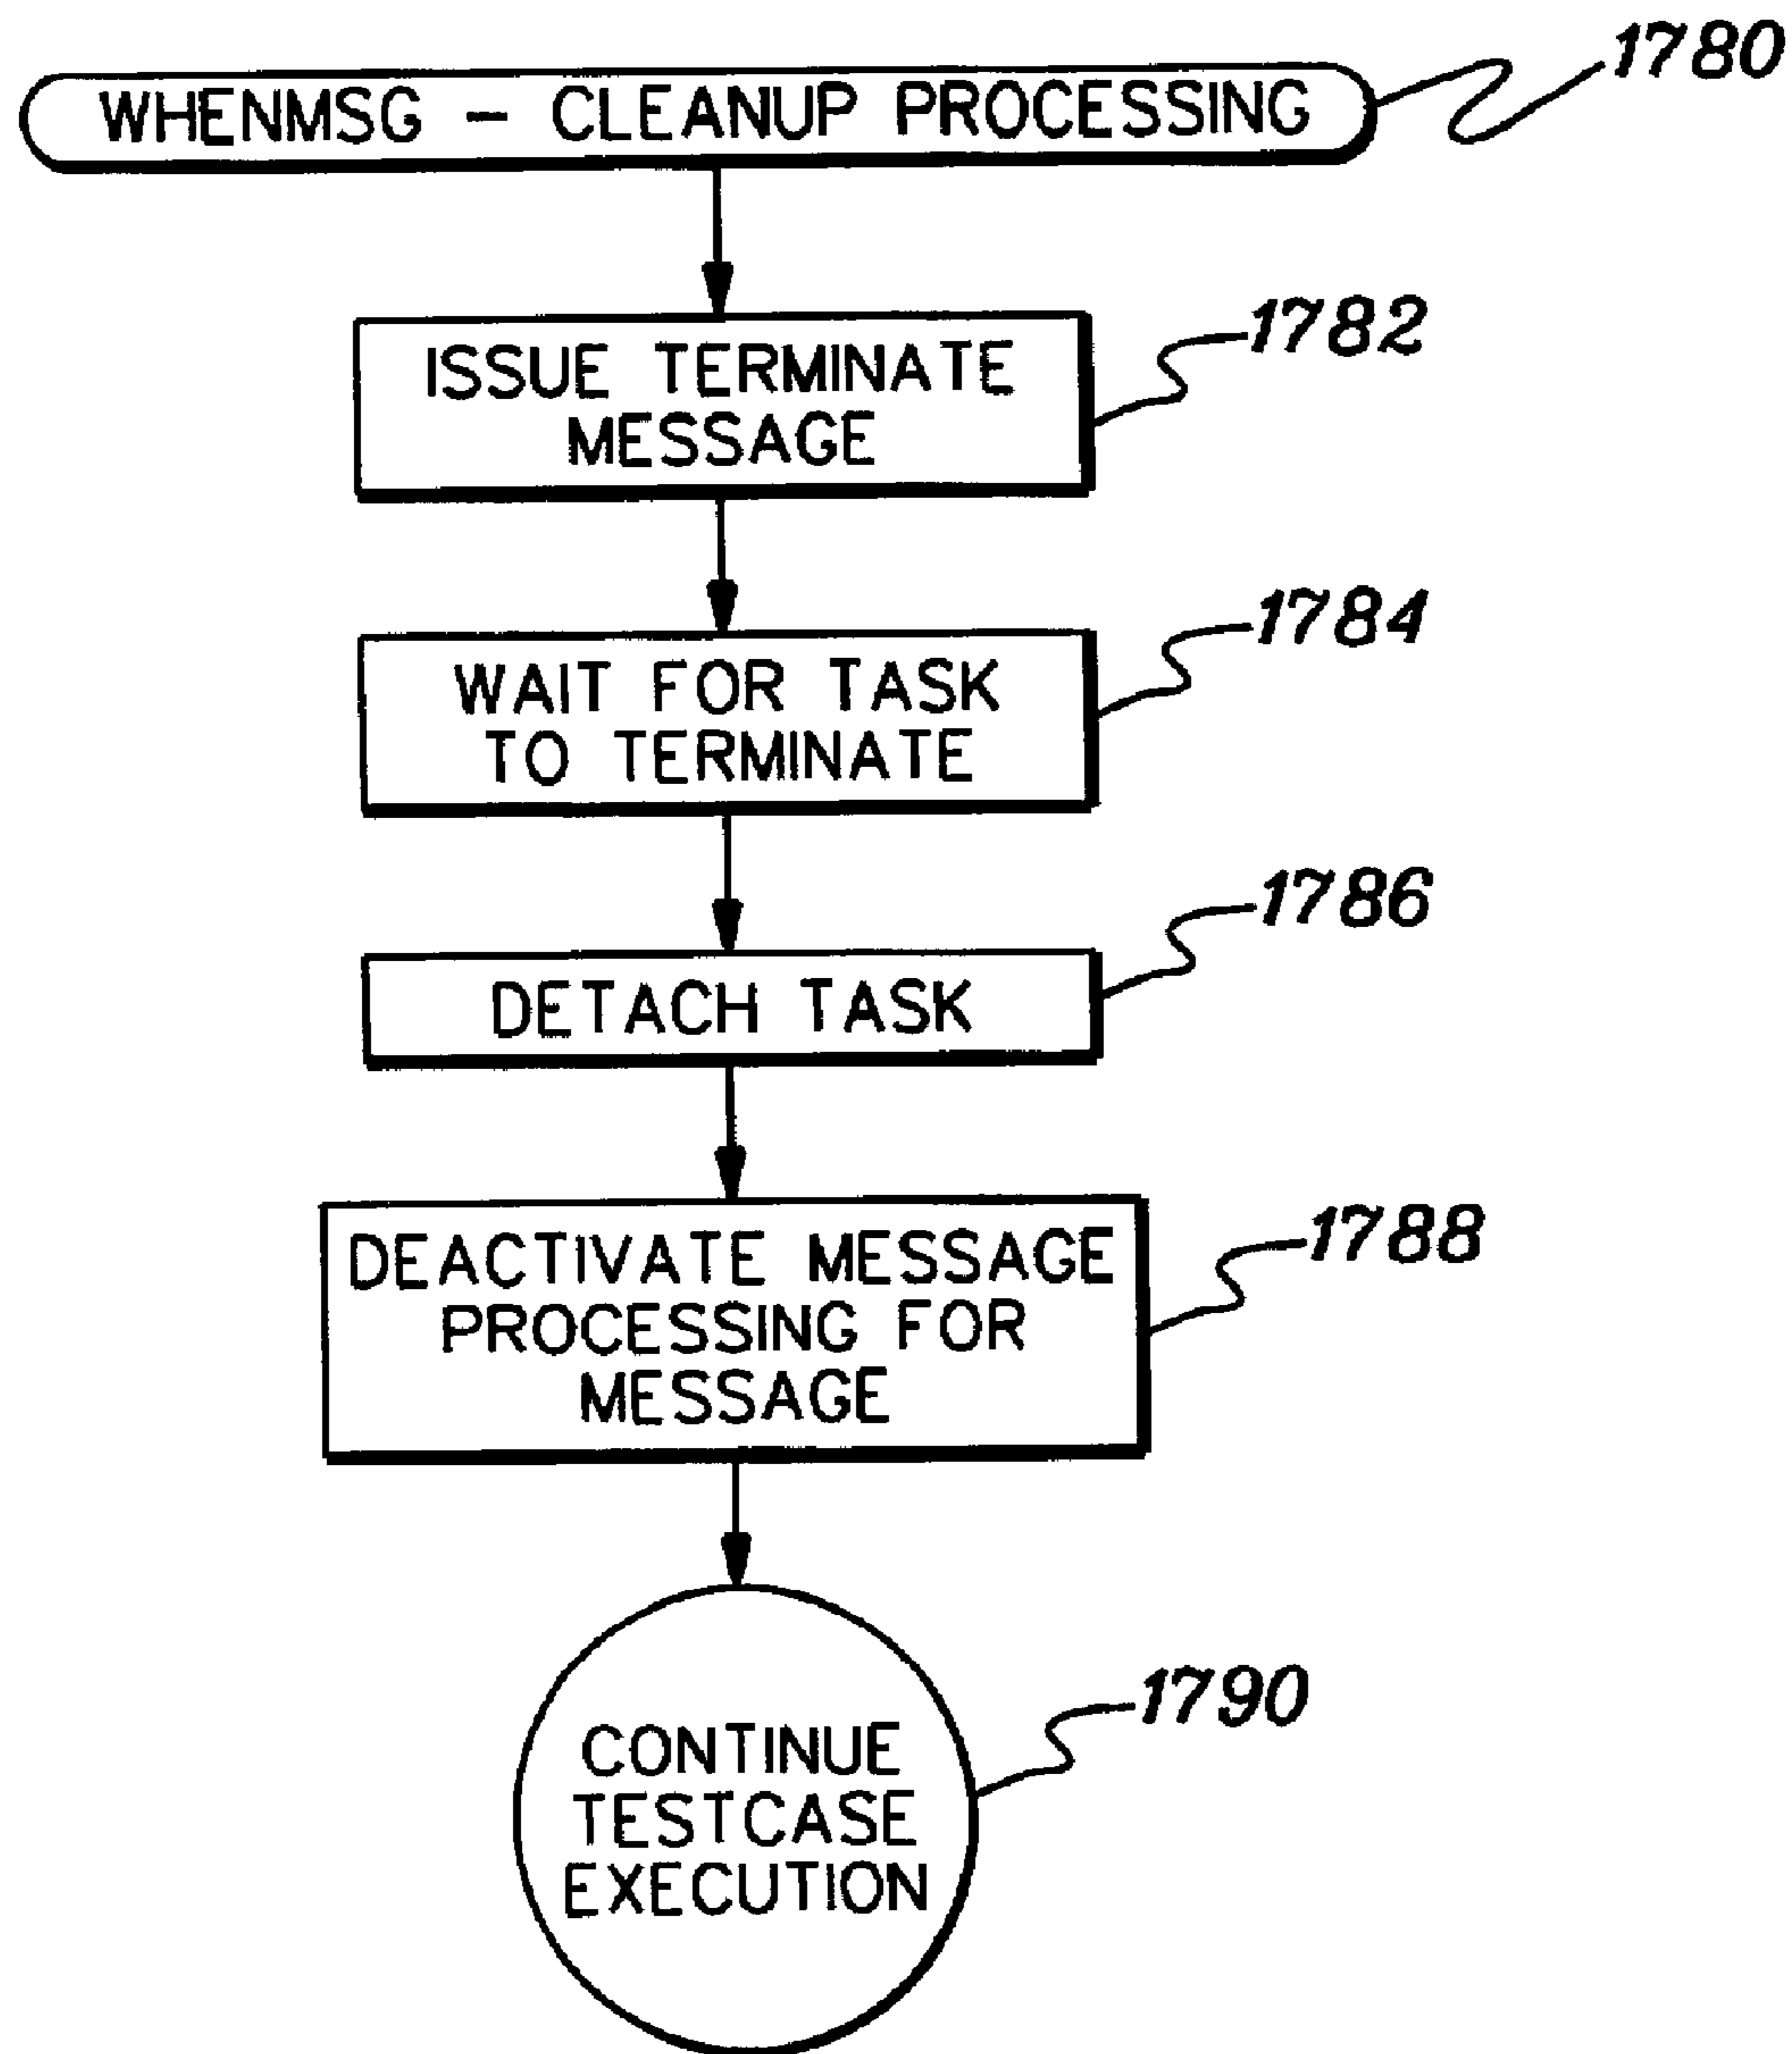 1780
WHENMSG - CLEANUP PROCESSING
1782
ISSUE TERMINATE
MESSAGE
1784
WAIT FOR TASK
TO TERMINATE
1786
DETACH TASK
1788
DEACTIVATE MESSAGE
PROCESSING FOR
MESSAGE
1790
CONTINUE
TESTCASE
EXECUTION